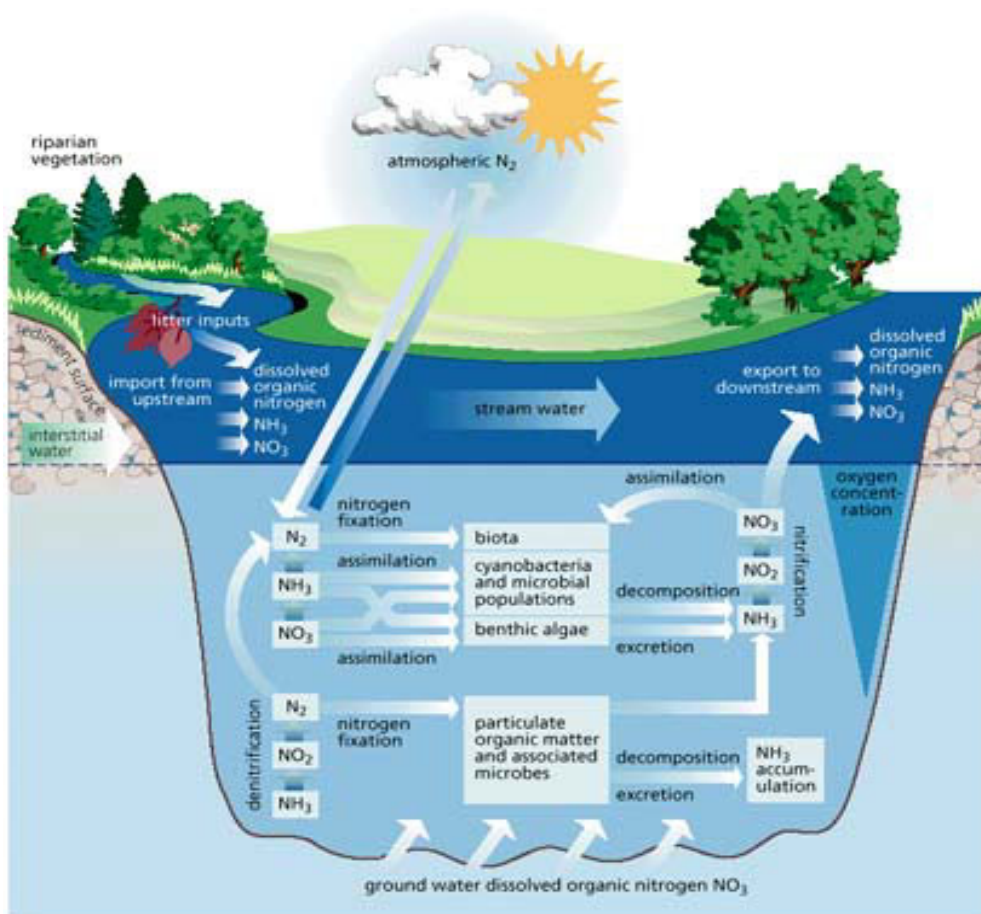 riparian
vegetation
atmospheric N₂
litter inputs
sediment surface
import from
upstream
dissolved
organic
nitrogen
NH₃
NO₃
interstitial
water
stream water
export to
downstream
dissolved
organic
nitrogen
NH₃
NO₃
oxygen
concent-
ration
nitrogen
fixation
assimilation
assimilation
N₂
NH₃
NO₃
assimilation
biota
cyanobacteria
and microbial
populations
benthic algae
decomposition
excretion
NO₃
NO₂
NH₃
nitrification
denitrification
N₂
NO₂
NH₃
nitrogen
fixation
particulate
organic matter
and associated
microbes
decomposition
excretion
NH₃
accum-
ulation
ground water dissolved organic nitrogen NO₃